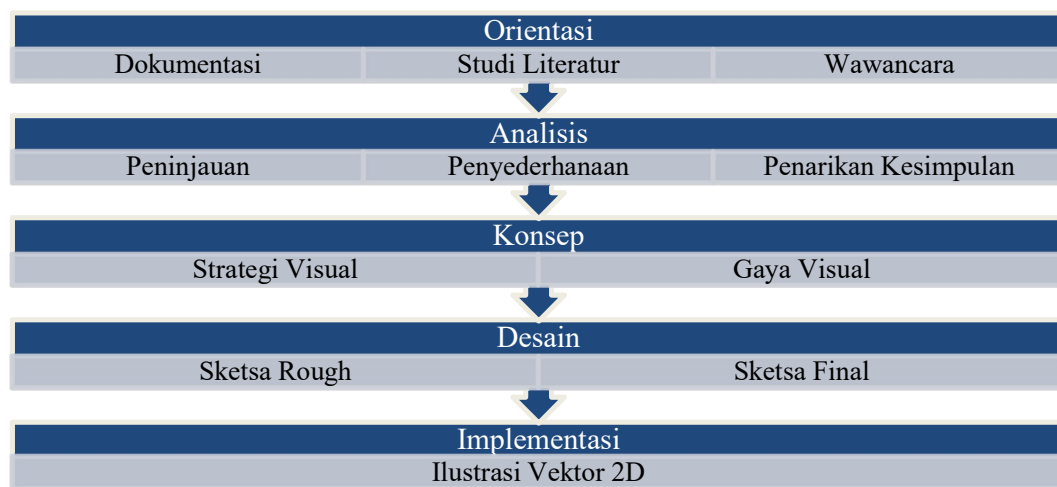 Orientasi
Dokumentasi Studi Literatur Wawancara
Analisis
Peninjauan Penyederhanaan Penarikan Kesimpulan
Konsep
Strategi Visual Gaya Visual
Desain
Sketsa Rough Sketsa Final
Implementasi
Ilustrasi Vektor 2D